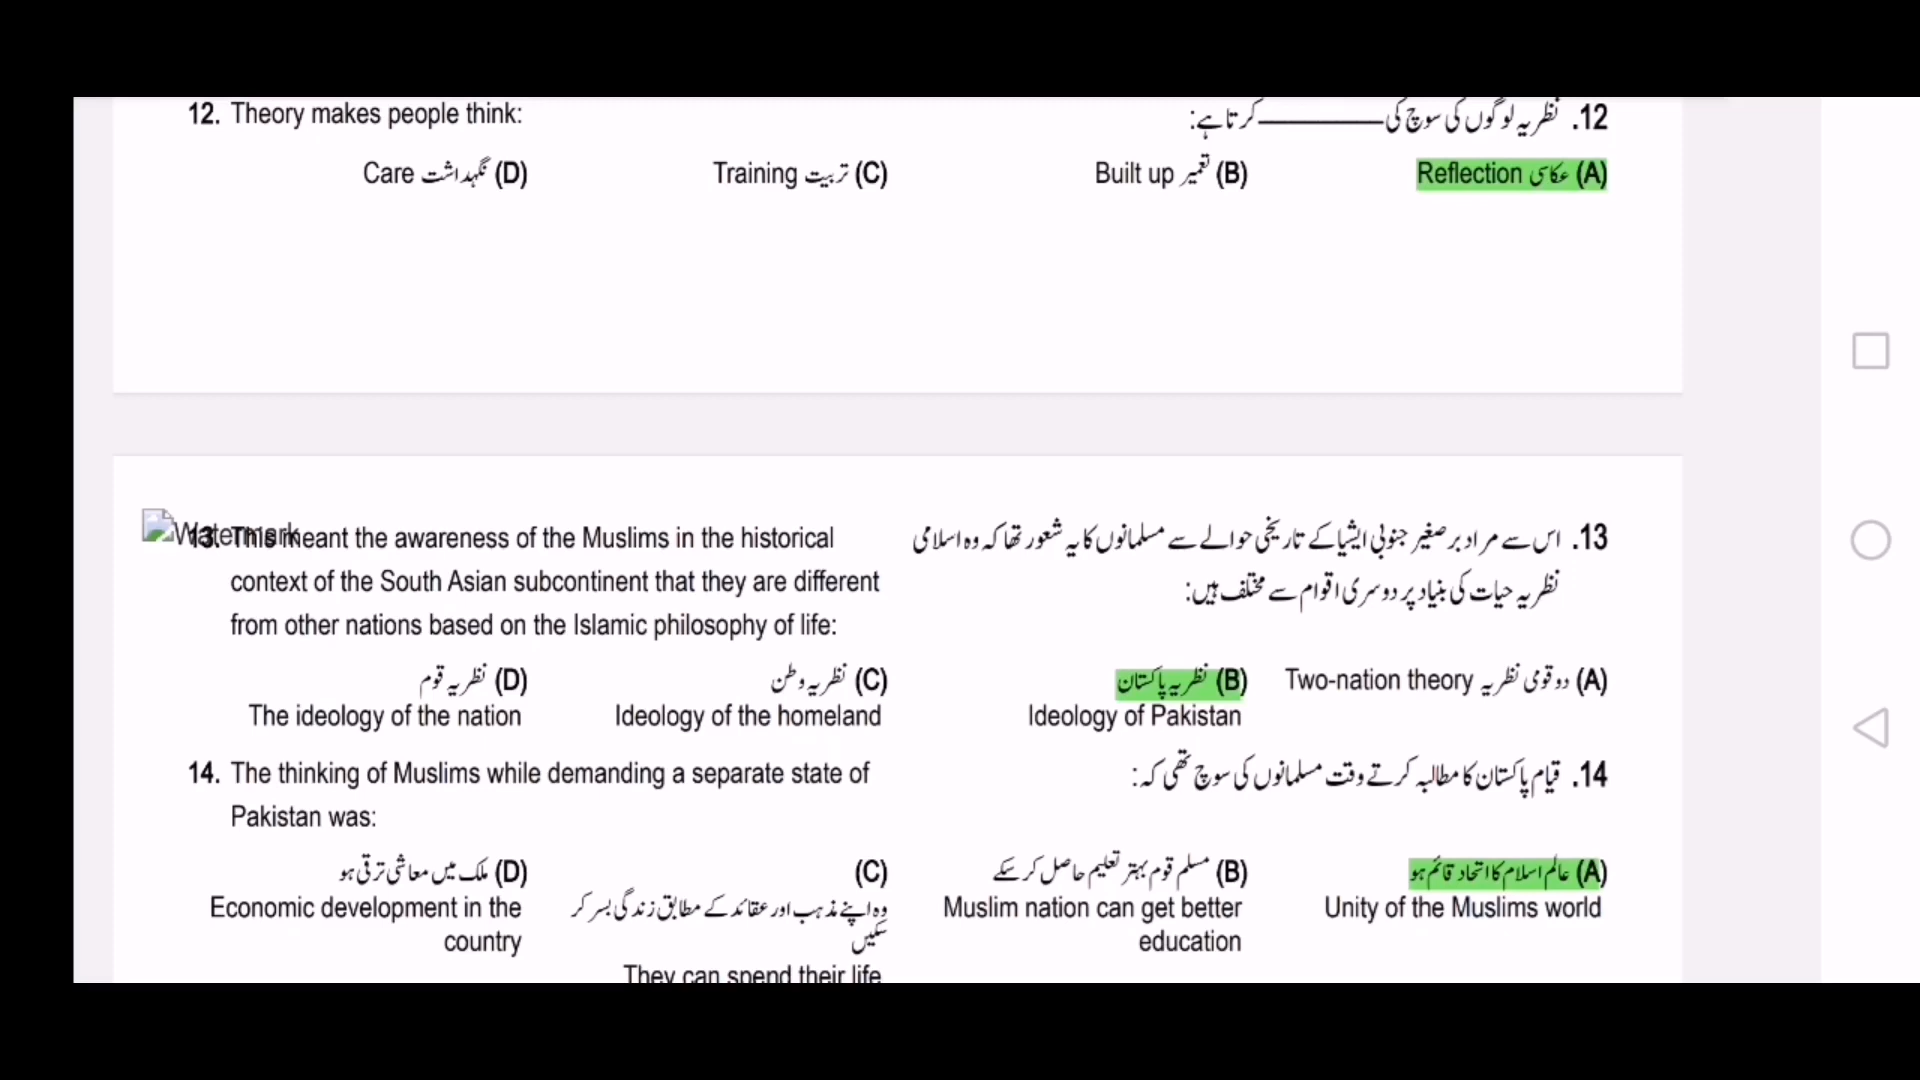 12. Theory makes people think:
12. نظریہ لوگوں کی سوچ کی ————— کرتا ہے:
(A) عکاسی Reflection
(B) تعمیر Built up
(C) تربیت Training
(D) نگہداشت Care
Watermark
13. This meant the awareness of the Muslims in the historical
context of the South Asian subcontinent that they are different
from other nations based on the Islamic philosophy of life:
13. اس سے مراد برصغیر جنوبی ایشیا کے تاریخی حوالے سے مسلمانوں کا یہ شعور تھا کہ وہ اسلامی
نظریہ حیات کی بنیاد پر دوسری اقوام سے مختلف ہیں:
(A) دو قومی نظریہ Two-nation theory
(B) نظریہ پاکستان
Ideology of Pakistan
(C) نظریہ وطن
Ideology of the homeland
(D) نظریہ قوم
The ideology of the nation
14. The thinking of Muslims while demanding a separate state of
Pakistan was:
14. قیام پاکستان کا مطالبہ کرتے وقت مسلمانوں کی سوچ تھی کہ:
(A) عالم اسلام کا اتحاد قائم ہو
Unity of the Muslims world
(B) مسلم قوم بہتر تعلیم حاصل کر سکے
Muslim nation can get better
education
(C)
وہ اپنے مذہب اور عقائد کے مطابق زندگی بسر کر
سکیں
They can spend their life
(D) ملک میں معاشی ترقی ہو
Economic development in the
country